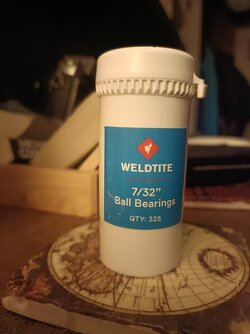 WELDTITE
7/32"
Ball Bearings
QTY: 325